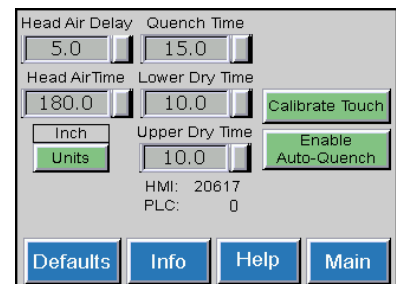 Head Air Delay Quench Time
5.0 15.0
Head AirTime Lower Dry Time
180.0 10.0 Calibrate Touch
Inch Upper Dry Time Enable
Units 10.0 Auto-Quench
HMI: 20617
PLC: 0
Defaults Info Help Main